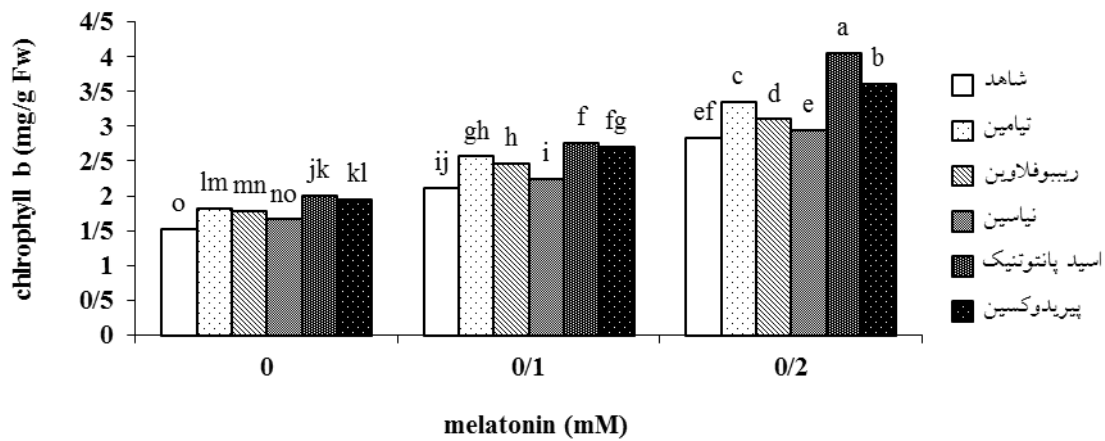 chlrophyll b (mg/g Fw)
4/5
4
3/5
3
2/5
2
1/5
1
0/5
0
o lm mn no jk kl
ij gh h i f fg
ef c d e a b
0 0/1 0/2
melatonin (mM)
شاهد
تیامین
ریبوفلاوین
نیاسین
اسید پانتوتنیک
پیریدوکسین